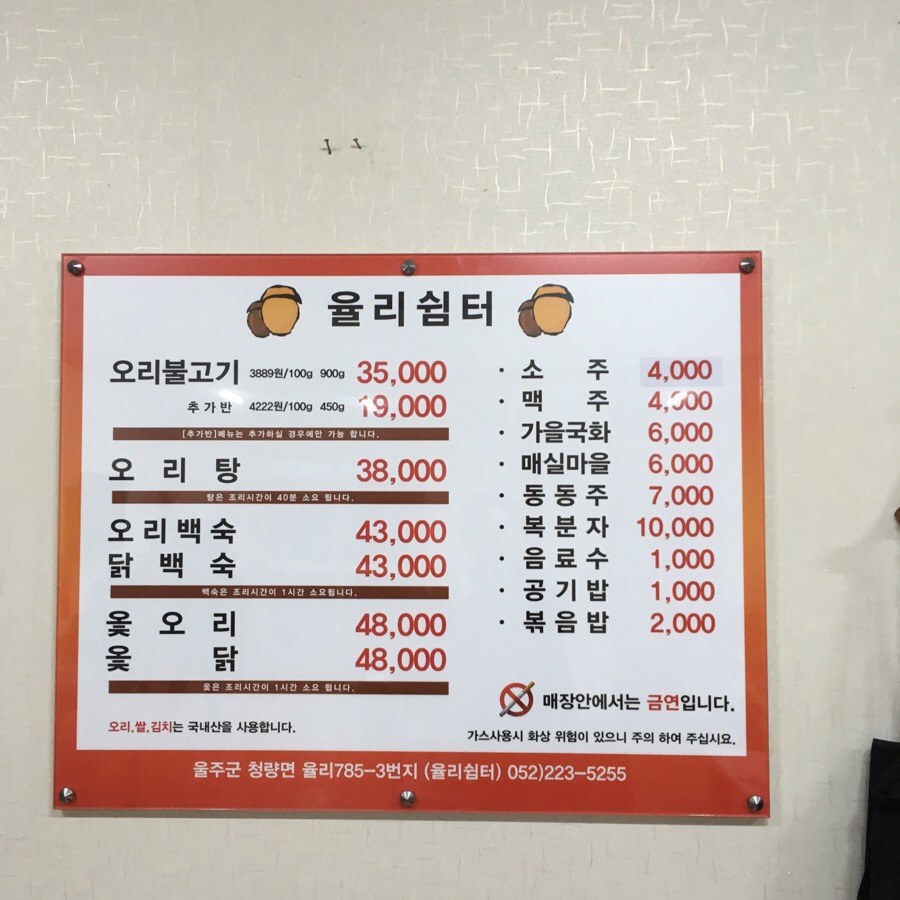 율리쉼터
오리불고기 3889원/100g 900g 35,000
추가반 4222원/100g 450g 19,000
[추가반]메뉴는 추가하실 경우에만 가능 합니다.
오리탕 38,000
탕은 조리시간이 40분 소요 됩니다.
오리백숙 43,000
닭백숙 43,000
백숙은 조리시간이 1시간 소요됩니다.
옻오리 48,000
옻닭 48,000
옻은 조리시간이 1시간 소요 됩니다.
오리,쌀,김치는 국내산을 사용합니다.
· 소주 4,000
· 맥주 4,000
· 가을국화 6,000
· 매실마을 6,000
· 동동주 7,000
· 복분자 10,000
· 음료수 1,000
· 공기밥 1,000
· 볶음밥 2,000
매장안에서는 금연입니다.
가스사용시 화상 위험이 있으니 주의 하여 주십시요.
울주군 청량면 율리785-3번지 (율리쉼터) 052)223-5255